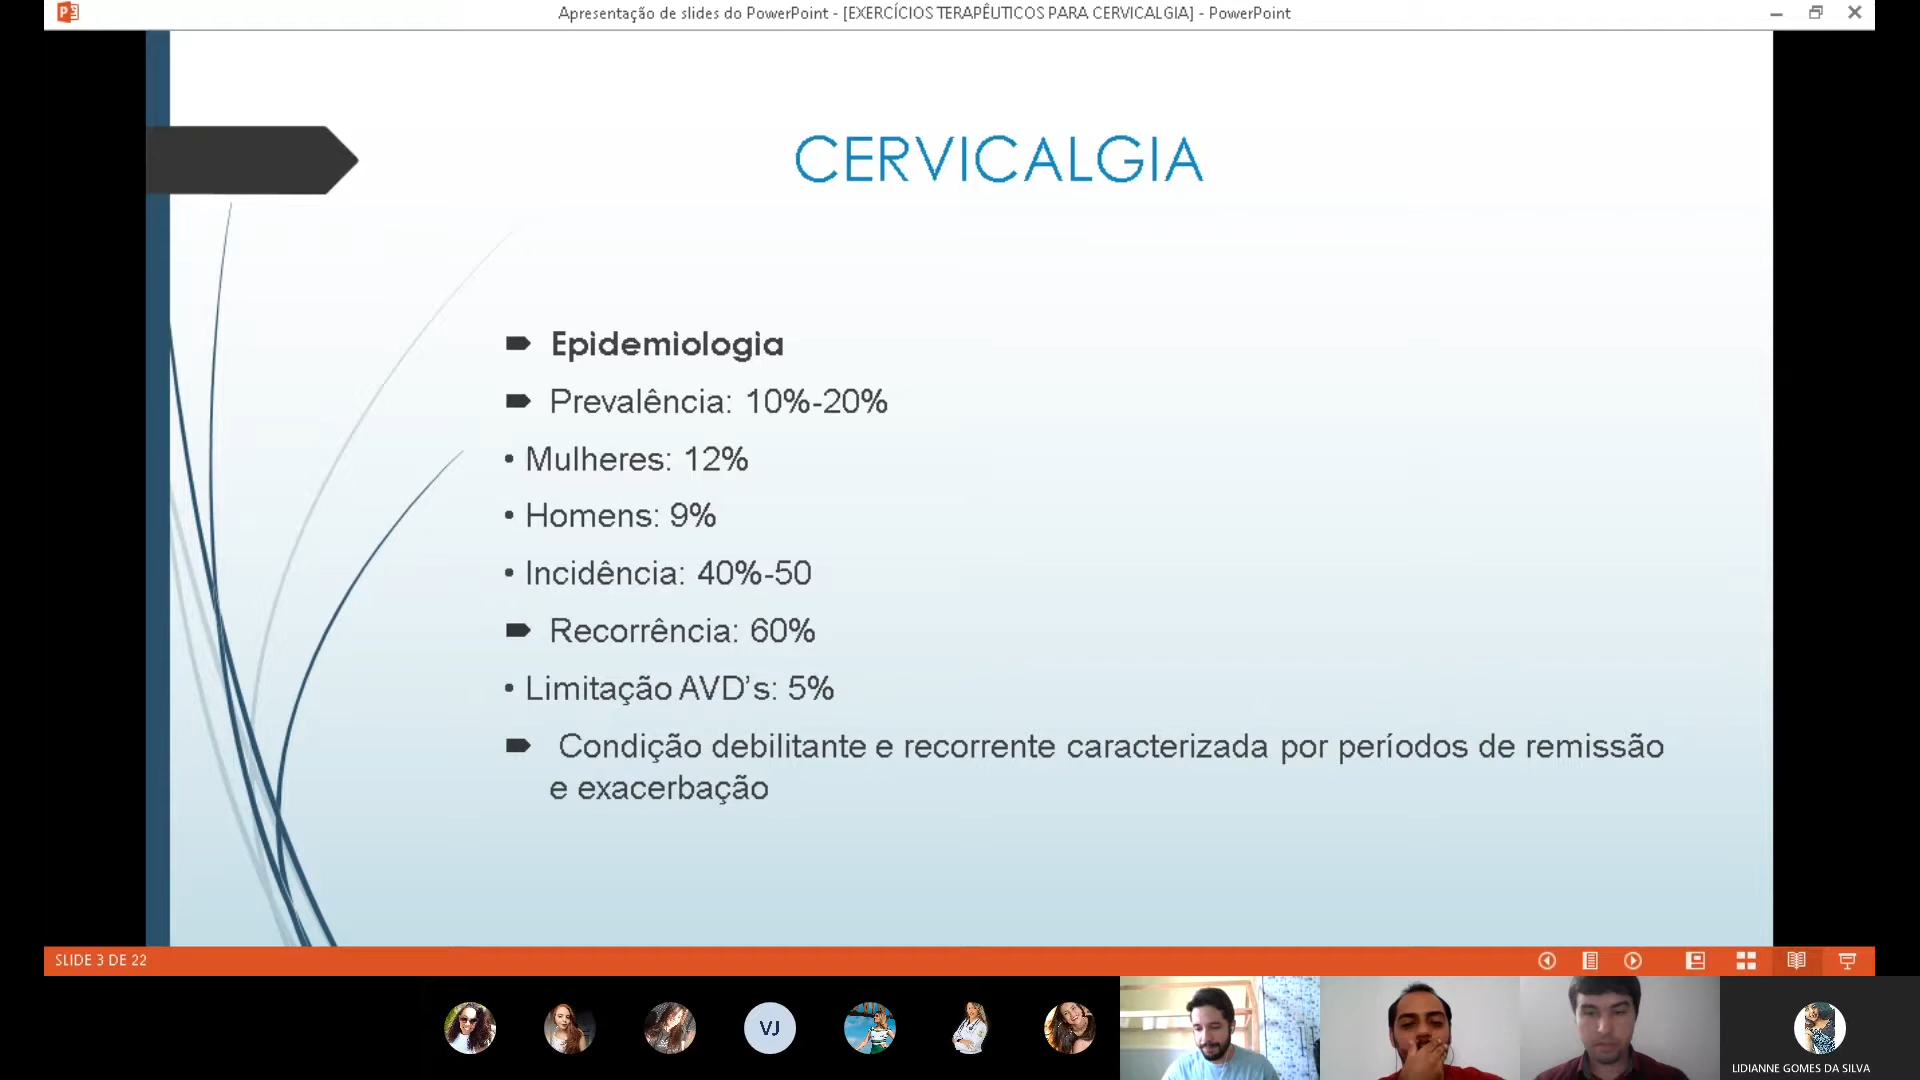 Apresentação de slides do PowerPoint - [EXERCÍCIOS TERAPÊUTICOS PARA CERVICALGIA] - PowerPoint
CERVICALGIA
Epidemiologia
Prevalência: 10%-20%
• Mulheres: 12%
• Homens: 9%
• Incidência: 40%-50
Recorrência: 60%
• Limitação AVD’s: 5%
Condição debilitante e recorrente caracterizada por períodos de remissão
e exacerbação
SLIDE 3 DE 22
VJ
LIDIANNE GOMES DA SILVA